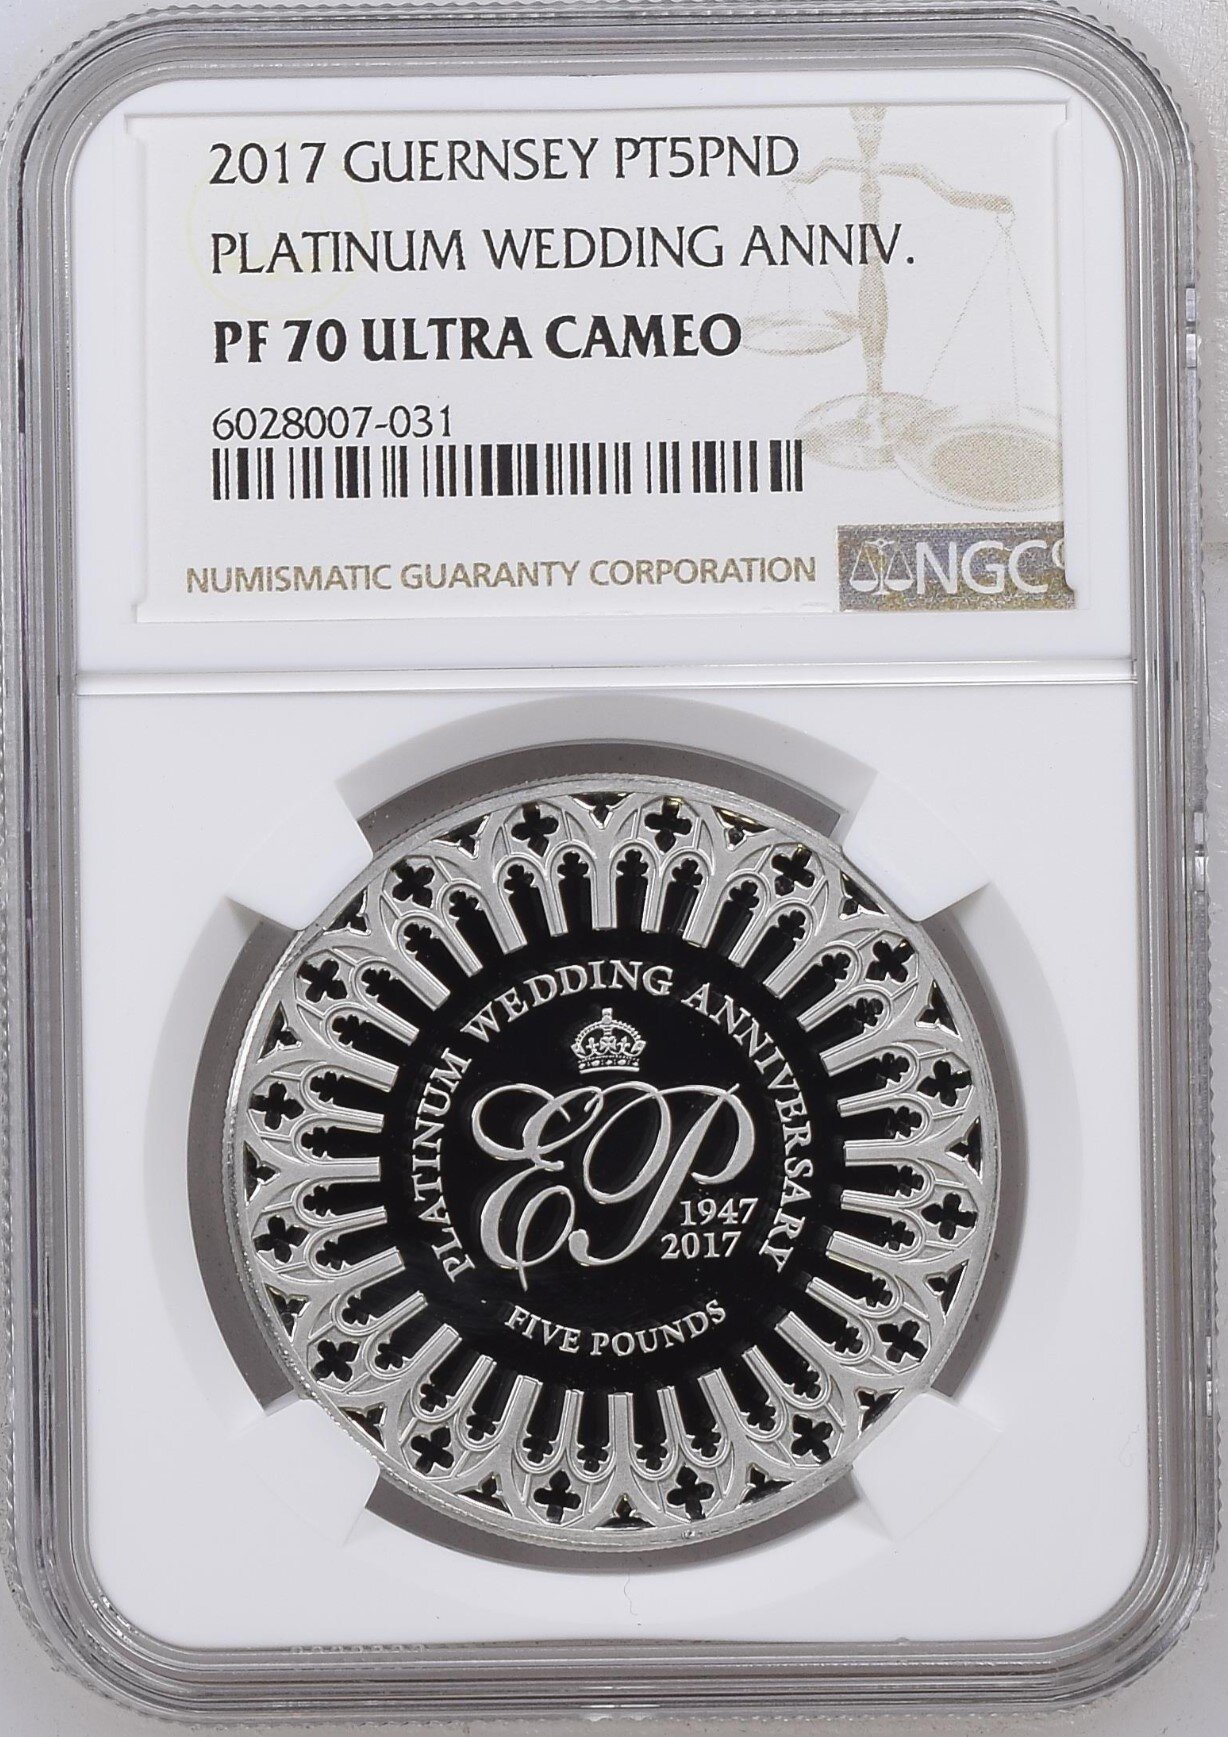 2017 GUERNSEY PT5PND
PLATINUM WEDDING ANNIV.
PF 70 ULTRA CAMEO
6028007-031
NUMISMATIC GUARANTY CORPORATION
NGC
PLATINUM WEDDING ANNIVERSARY
EP
1947
2017
FIVE POUNDS